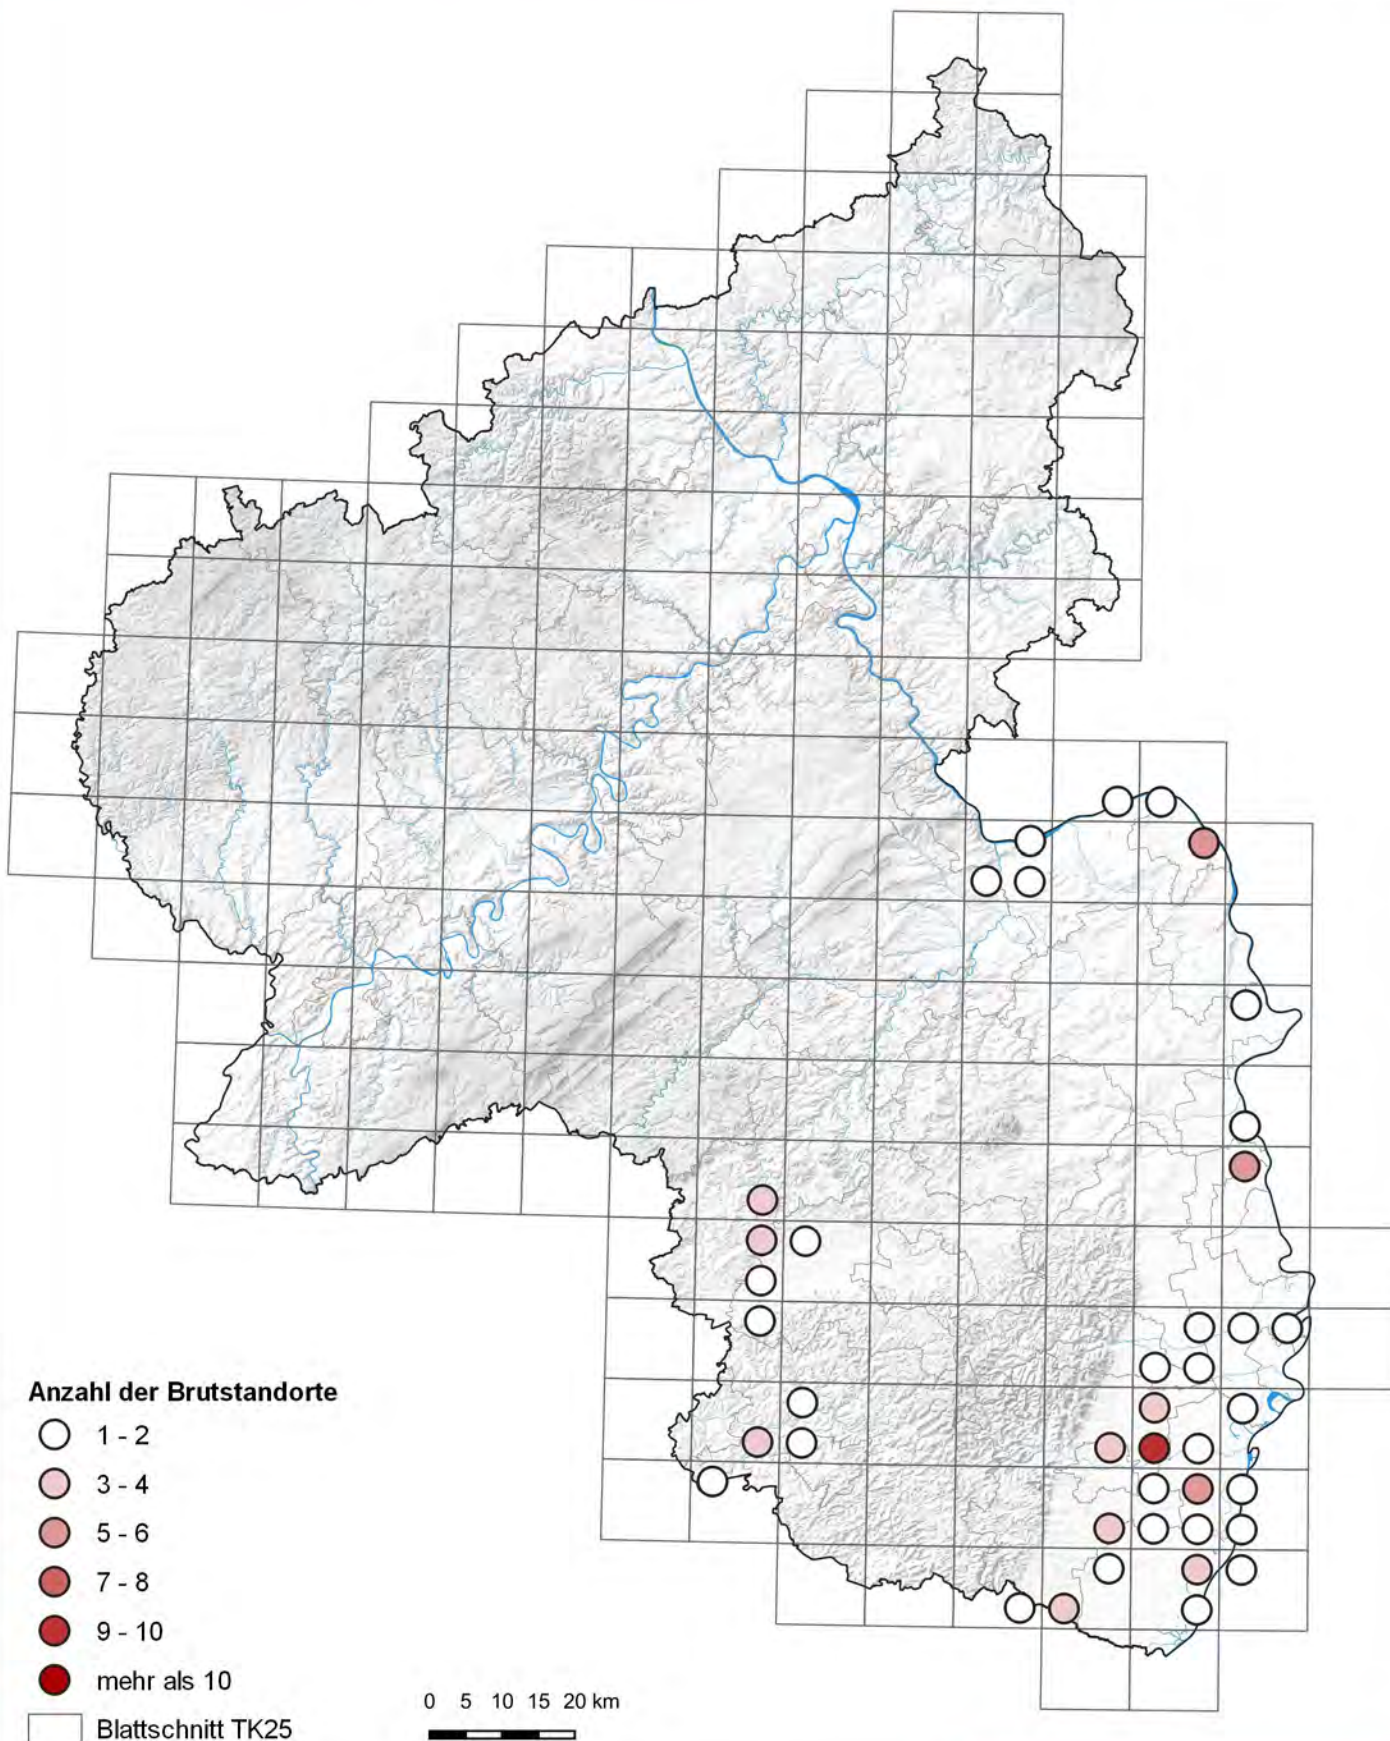 Anzahl der Brutstandorte
1 - 2
3 - 4
5 - 6
7 - 8
9 - 10
mehr als 10
Blattschnitt TK25
0 5 10 15 20 km